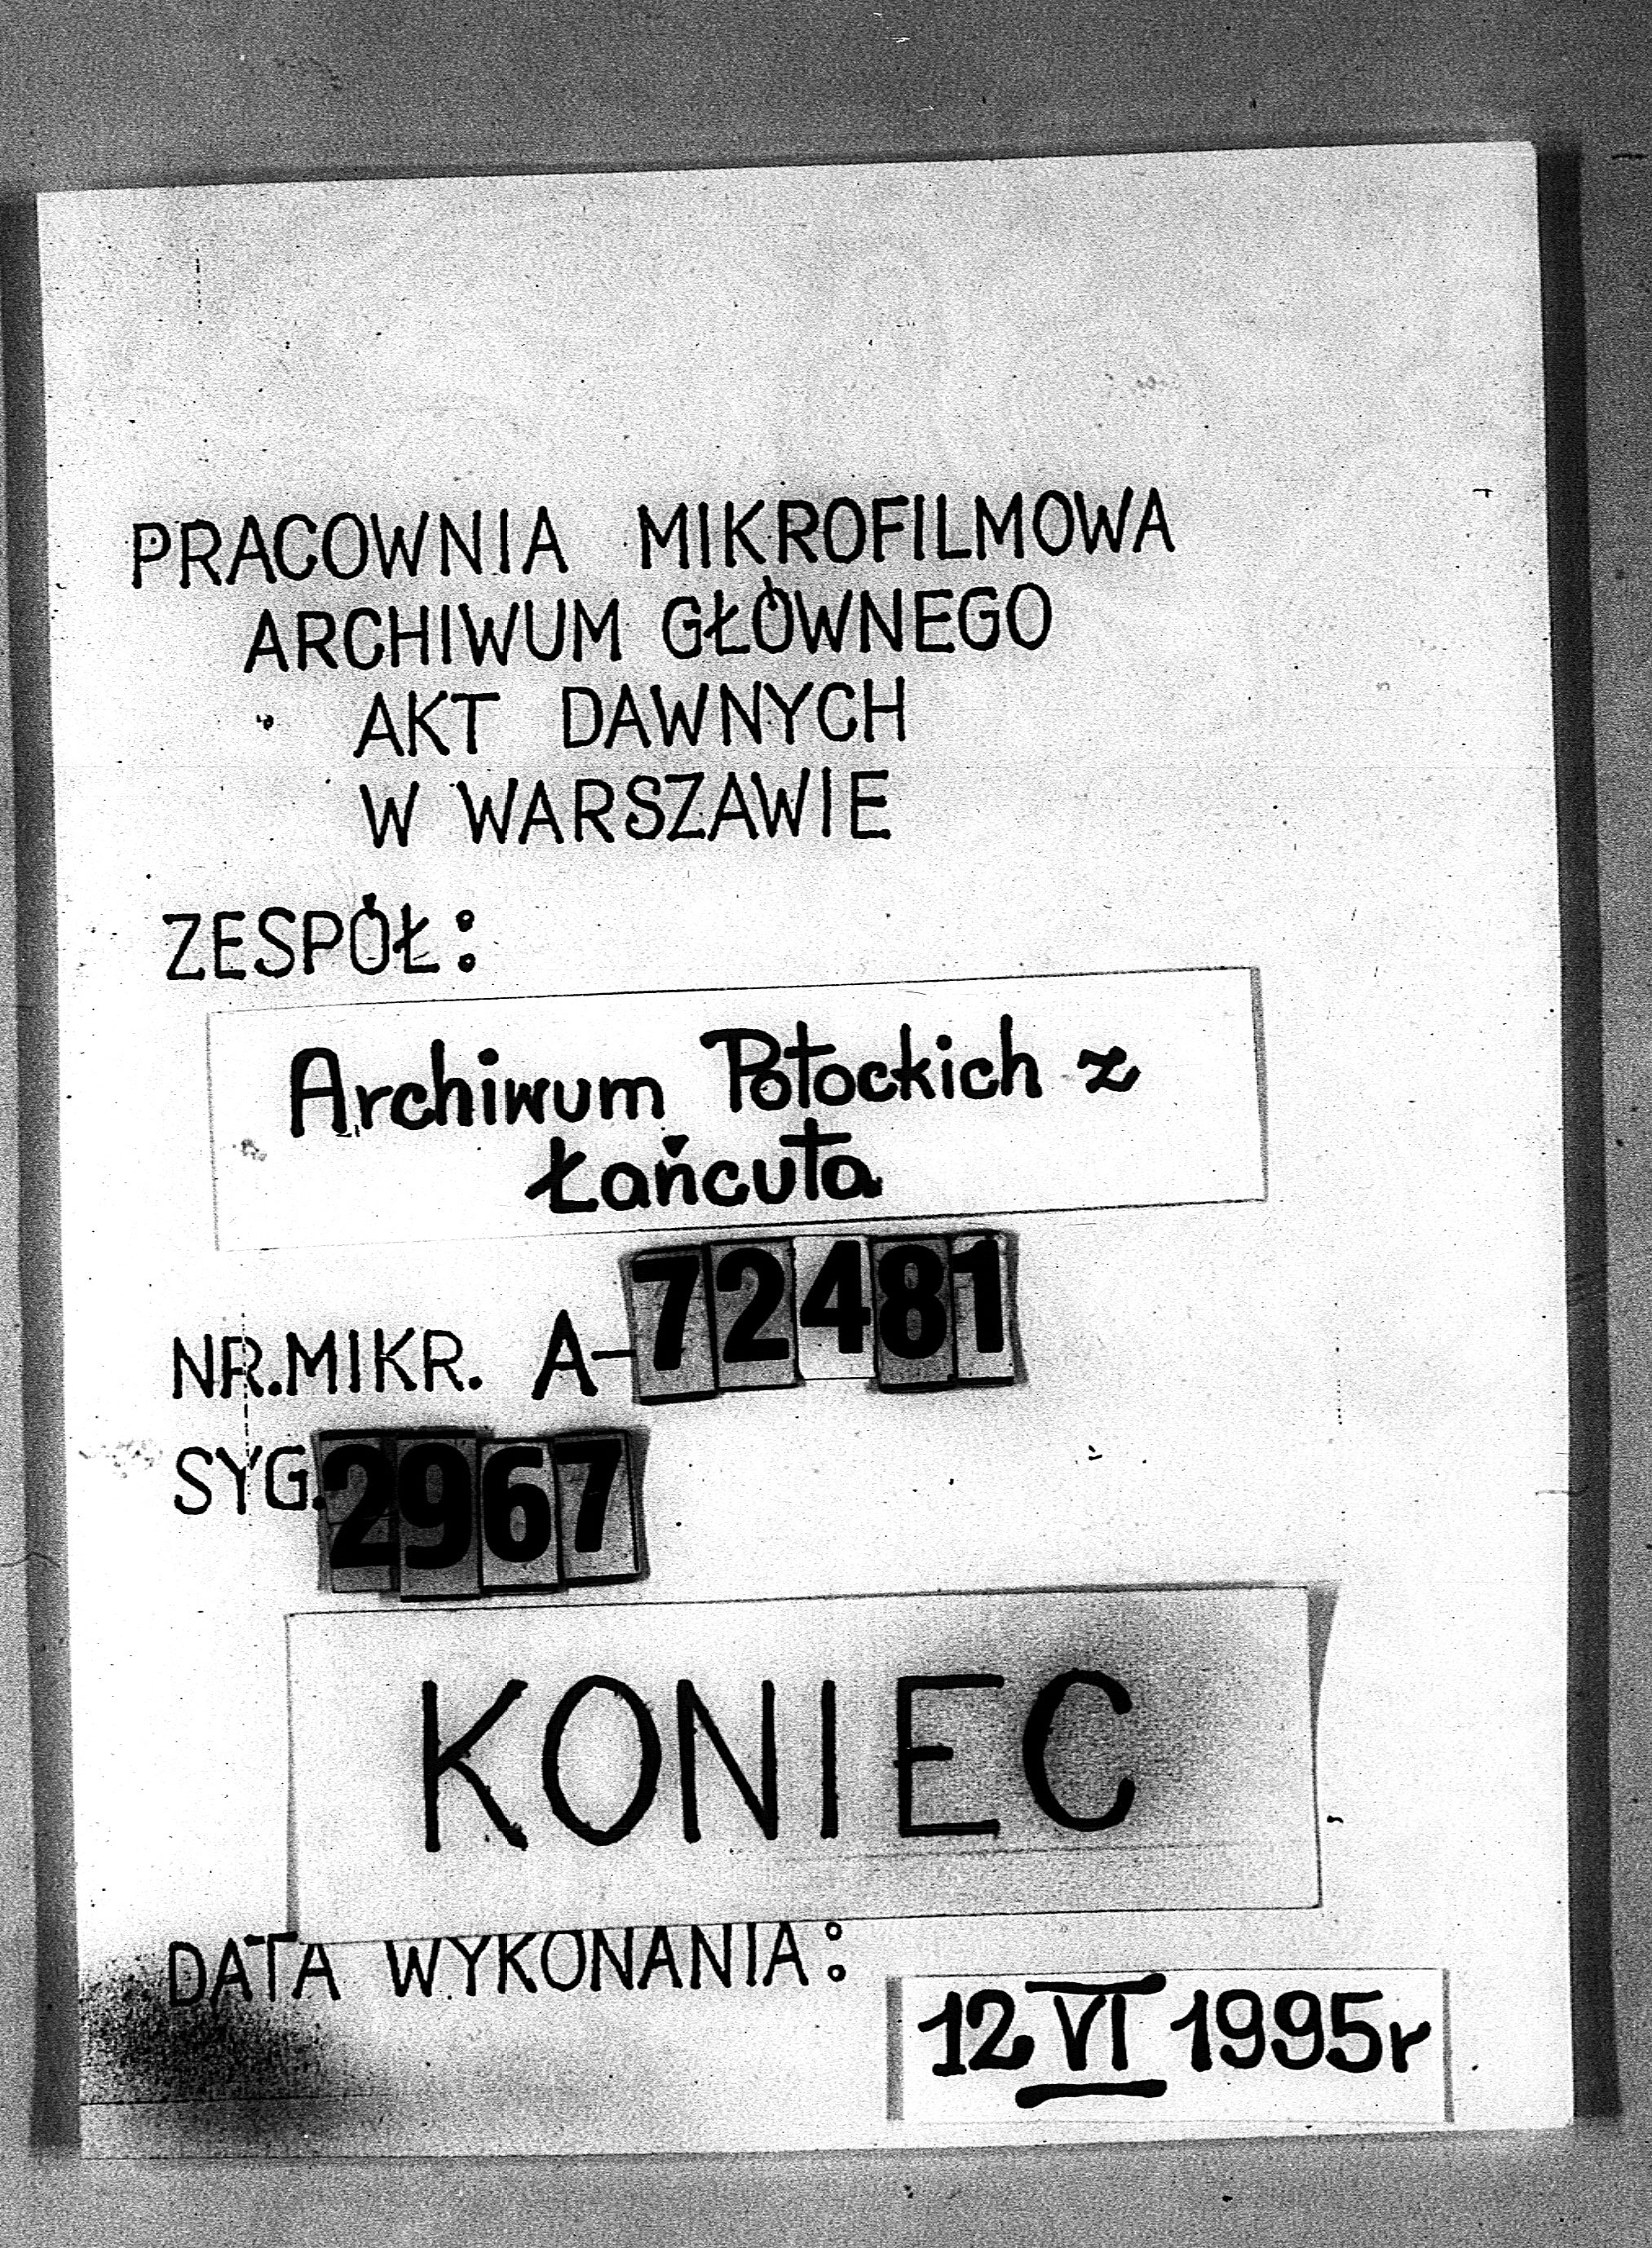 PRACOWNIA MIKROFILMOWA
ARCHIWUM GŁÓWNEGO
AKT DAWNYCH
W WARSZAWIE
ZESPÓŁ:
Archiwum Potockich z
Łańcuta
NR.MIKR. A-72481
SYG.2967
KONIEC
DATA WYKONANIA:
12 VI 1995r